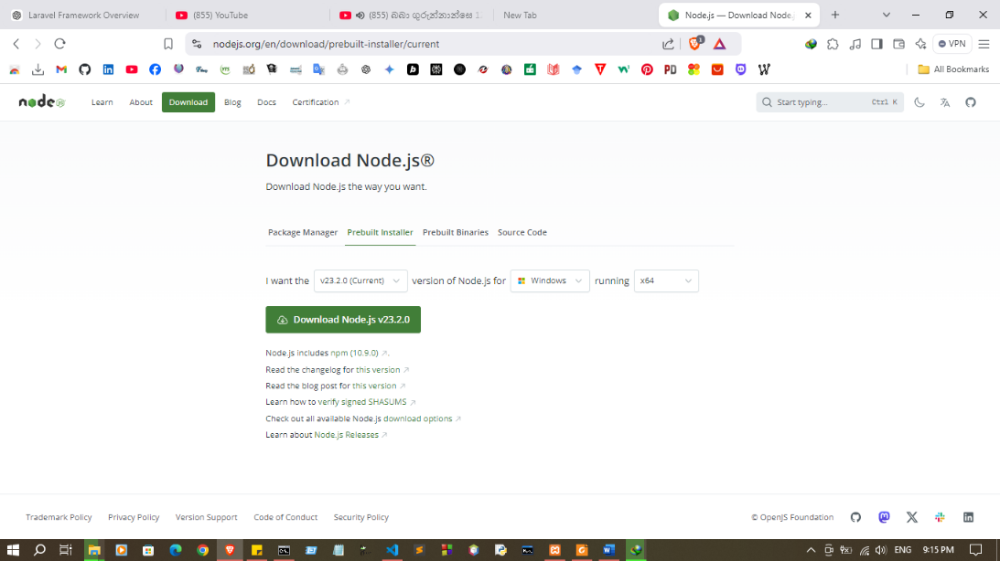 Laravel Framework Overview
(855) YouTube
(855) බඹා ගුරුන්නාන්සෙ
New Tab
Node.js — Download Node.
nodejs.org/en/download/prebuilt-installer/current
1
VPN
All Bookmarks
node
Learn
About
Download
Blog
Docs
Certification
Start typing...
Ctrl K
Download Node.js®
Download Node.js the way you want.
Package Manager
Prebuilt Installer
Prebuilt Binaries
Source Code
I want the v23.2.0 (Current) version of Node.js for Windows running x64
Download Node.js v23.2.0
Node.js includes npm (10.9.0) .
Read the changelog for this version
Read the blog post for this version
Learn how to verify signed SHASUMS
Check out all available Node.js download options
Learn about Node.js Releases
Trademark Policy
Privacy Policy
Version Support
Code of Conduct
Security Policy
© OpenJS Foundation
ENG
9:15 PM